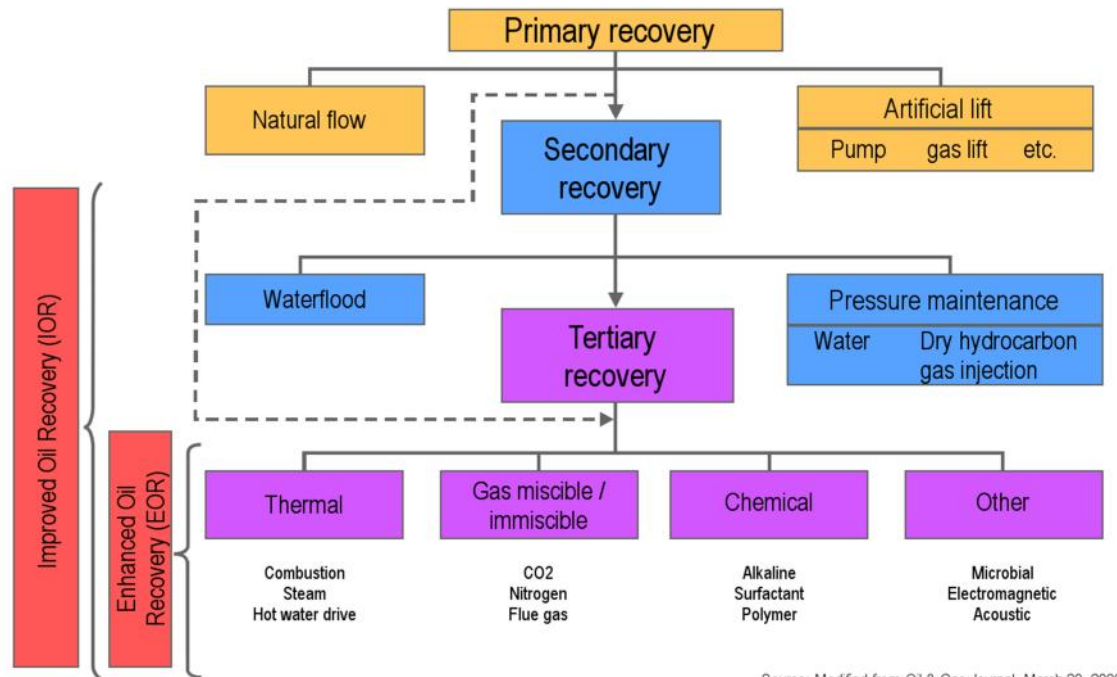 Primary recovery
Natural flow
Artificial lift
Pump gas lift etc.
Secondary
recovery
Waterflood
Pressure maintenance
Water Dry hydrocarbon
gas injection
Tertiary
recovery
Improved Oil Recovery (IOR)
Enhanced Oil
Recovery (EOR)
Thermal
Gas miscible /
immiscible
Chemical
Other
Combustion
Steam
Hot water drive
CO2
Nitrogen
Flue gas
Alkaline
Surfactant
Polymer
Microbial
Electromagnetic
Acoustic